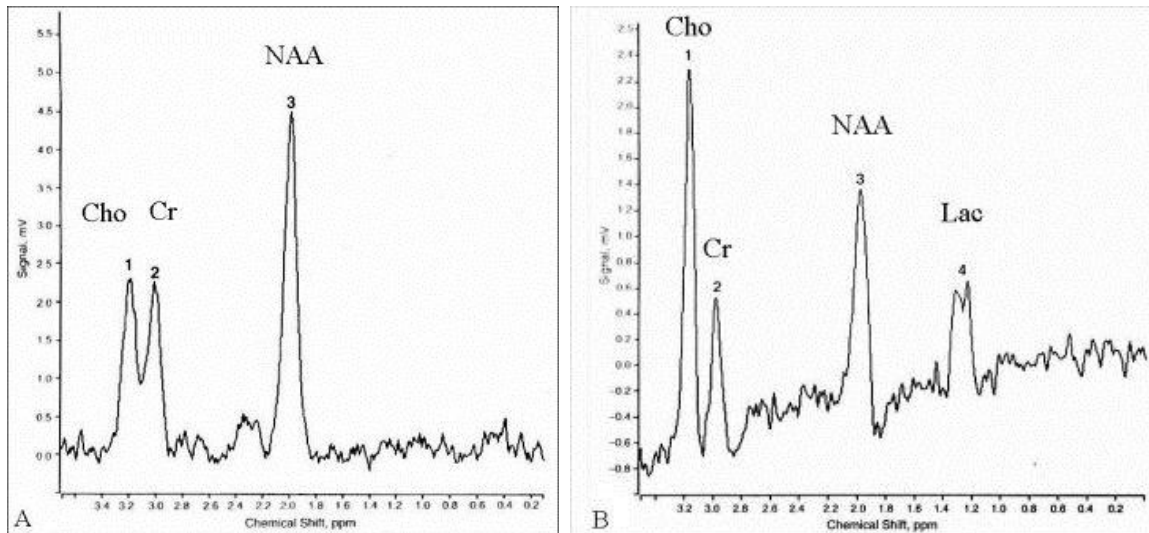 NAA
Cho Cr
1 2 3
5.5
5.0
4.5
4.0
3.5
3.0
2.5
2.0
1.5
1.0
0.5
0.0
Signal, mV
3.4 3.2 3.0 2.8 2.6 2.4 2.2 2.0 1.8 1.6 1.4 1.2 1.0 0.8 0.6 0.4 0.2
Chemical Shift, ppm
A
Cho
NAA
Cr
Lac
1
2
3
4
2.6
2.4
2.2
2.0
1.8
1.6
1.4
1.2
1.0
0.8
0.6
0.4
0.2
0.0
-0.2
-0.4
-0.6
-0.8
Signal, mV
3.2 3.0 2.8 2.6 2.4 2.2 2.0 1.8 1.6 1.4 1.2 1.0 0.8 0.6 0.4 0.2
Chemical Shift, ppm
B